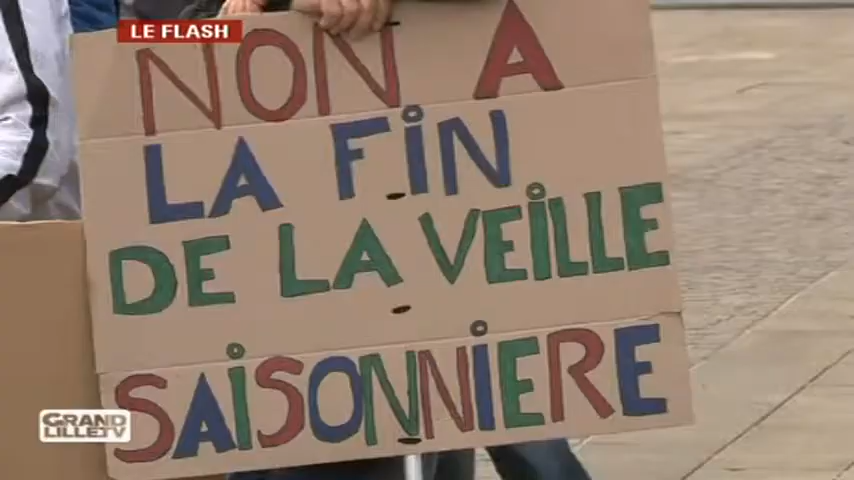 LE FLASH
NON A
LA FIN
DE LA VEILLE
SAISONNIERE
GRAND
LILLE TV